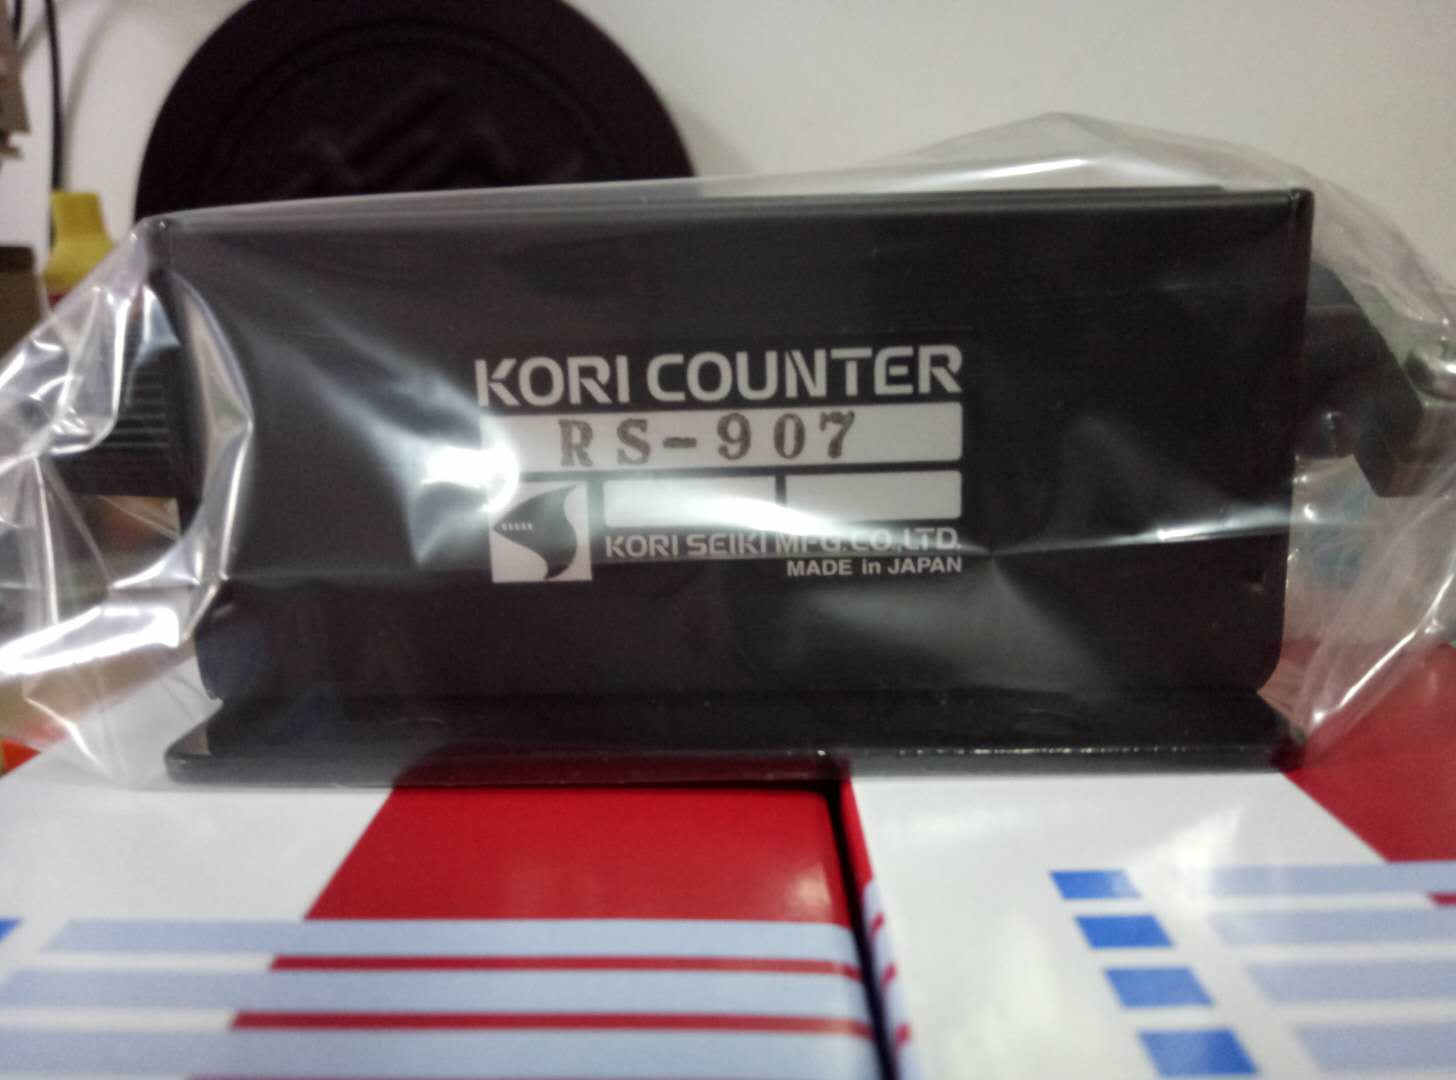 KORI COUNTER
RS-907
KORI SEIKI MFG.CO.,LTD.
MADE in JAPAN